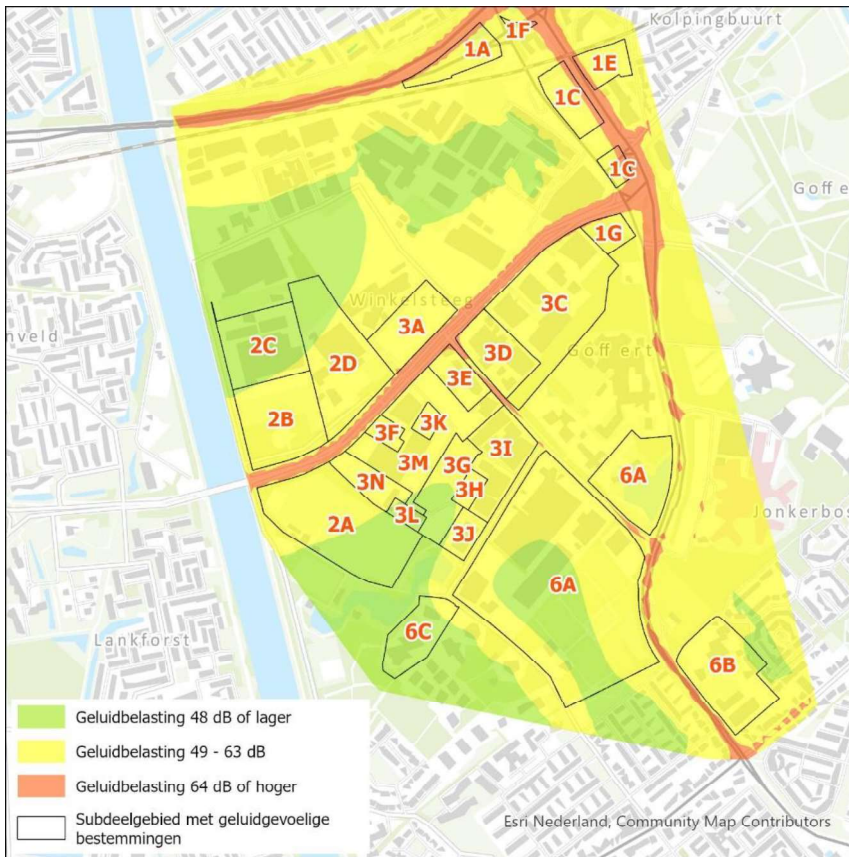 Kolpingbuurt
1F
1A
1E
1C
1C
Goffert
1G
Winkelsteeg
3C
3A
2C
2D
3D
Goffert
nveld
3E
2B
3K
3F
3I
3M
3G
6A
3N
3H
Jonkerbos
2A
3L
3J
6A
Lankforst
6C
6B
Geluidbelasting 48 dB of lager
Geluidbelasting 49 - 63 dB
Geluidbelasting 64 dB of hoger
Subdeelgebied met geluidgevoelige
bestemmingen
Esri Nederland, Community Map Contributors